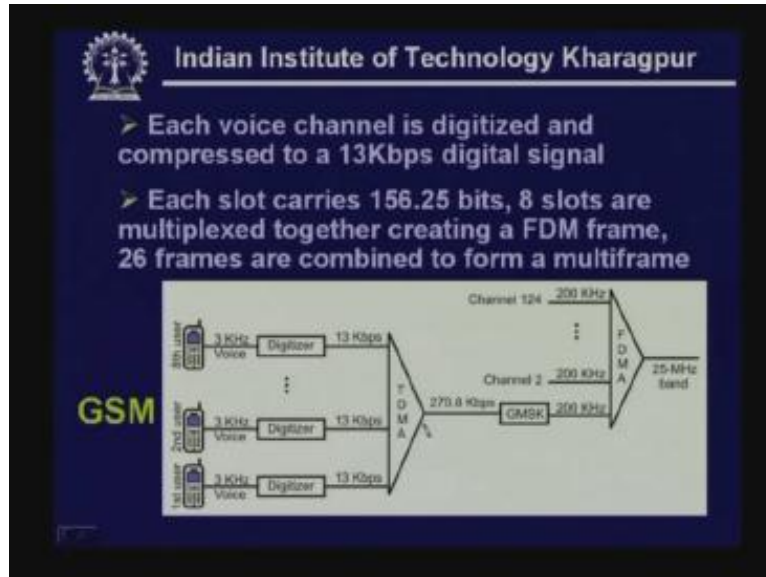 Indian Institute of Technology Kharagpur
➢ Each voice channel is digitized and
compressed to a 13Kbps digital signal
➢ Each slot carries 156.25 bits, 8 slots are
multiplexed together creating a FDM frame,
26 frames are combined to form a multiframe
GSM
8th user
3 KHz
Voice
Digitizer
13 Kbps
2nd user
3 KHz
Voice
Digitizer
13 Kbps
1st user
3 KHz
Voice
Digitizer
13 Kbps
TDMA
270.8 Kbps
GMSK
200 KHz
Channel 2
200 KHz
Channel 124
200 KHz
FDMA
25-MHz
band